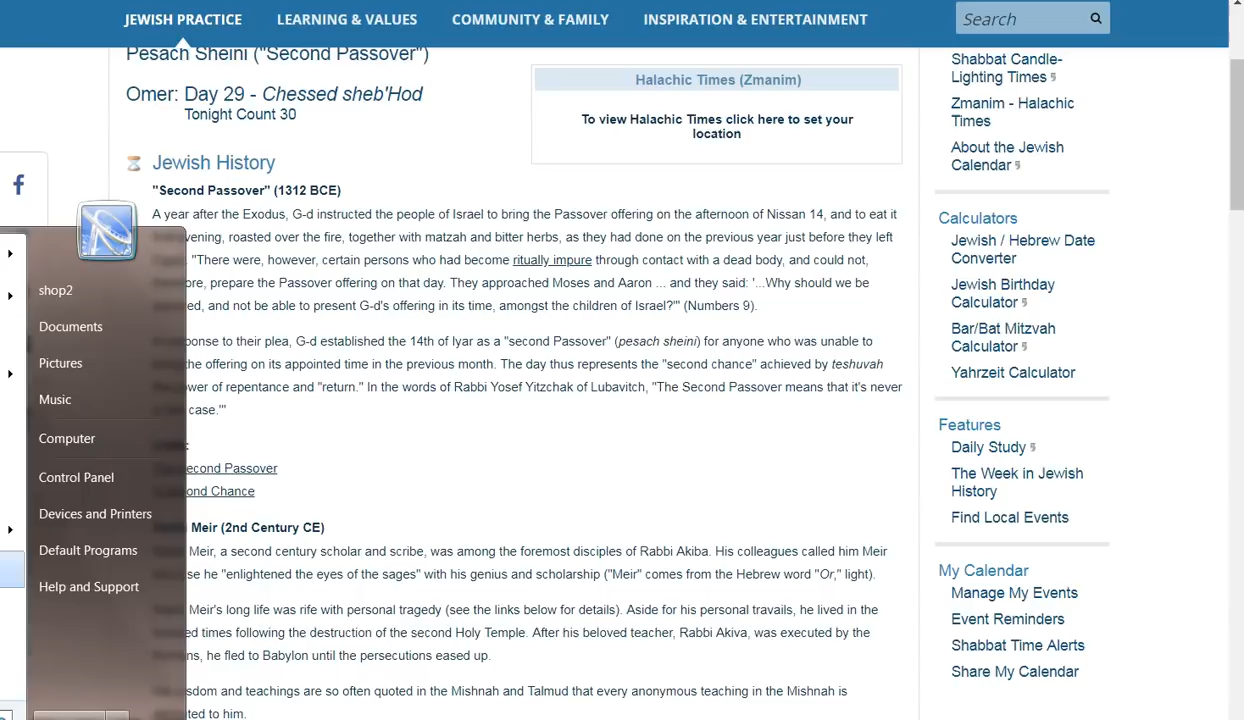 JEWISH PRACTICE LEARNING & VALUES COMMUNITY & FAMILY INSPIRATION & ENTERTAINMENT Search
Pesach Sheini ("Second Passover")
Omer: Day 29 - Chessed sheb'Hod
Tonight Count 30
Halachic Times (Zmanim)
To view Halachic Times click here to set your
location
Jewish History
"Second Passover" (1312 BCE)
A year after the Exodus, G-d instructed the people of Israel to bring the Passover offering on the afternoon of Nissan 14, and to eat it
evening, roasted over the fire, together with matzah and bitter herbs, as they had done on the previous year just before they left
"There were, however, certain persons who had become ritually impure through contact with a dead body, and could not,
prepare the Passover offering on that day. They approached Moses and Aaron ... and they said: '...Why should we be
and not be able to present G-d's offering in its time, amongst the children of Israel?'" (Numbers 9).
to their plea, G-d established the 14th of Iyar as a "second Passover" (pesach sheini) for anyone who was unable to
the offering on its appointed time in the previous month. The day thus represents the "second chance" achieved by teshuvah
power of repentance and "return." In the words of Rabbi Yosef Yitzchak of Lubavitch, "The Second Passover means that it's never
case.'"
Second Passover
Chance
Meir (2nd Century CE)
Meir, a second century scholar and scribe, was among the foremost disciples of Rabbi Akiba. His colleagues called him Meir
he "enlightened the eyes of the sages" with his genius and scholarship ("Meir" comes from the Hebrew word "Or," light).
Meir's long life was rife with personal tragedy (see the links below for details). Aside for his personal travails, he lived in the
times following the destruction of the second Holy Temple. After his beloved teacher, Rabbi Akiva, was executed by the
he fled to Babylon until the persecutions eased up.
and teachings are so often quoted in the Mishnah and Talmud that every anonymous teaching in the Mishnah is
to him.
shop2
Documents
Pictures
Music
Computer
Control Panel
Devices and Printers
Default Programs
Help and Support
Shabbat Candle-
Lighting Times
Zmanim - Halachic
Times
About the Jewish
Calendar
Calculators
Jewish / Hebrew Date
Converter
Jewish Birthday
Calculator
Bar/Bat Mitzvah
Calculator
Yahrzeit Calculator
Features
Daily Study
The Week in Jewish
History
Find Local Events
My Calendar
Manage My Events
Event Reminders
Shabbat Time Alerts
Share My Calendar